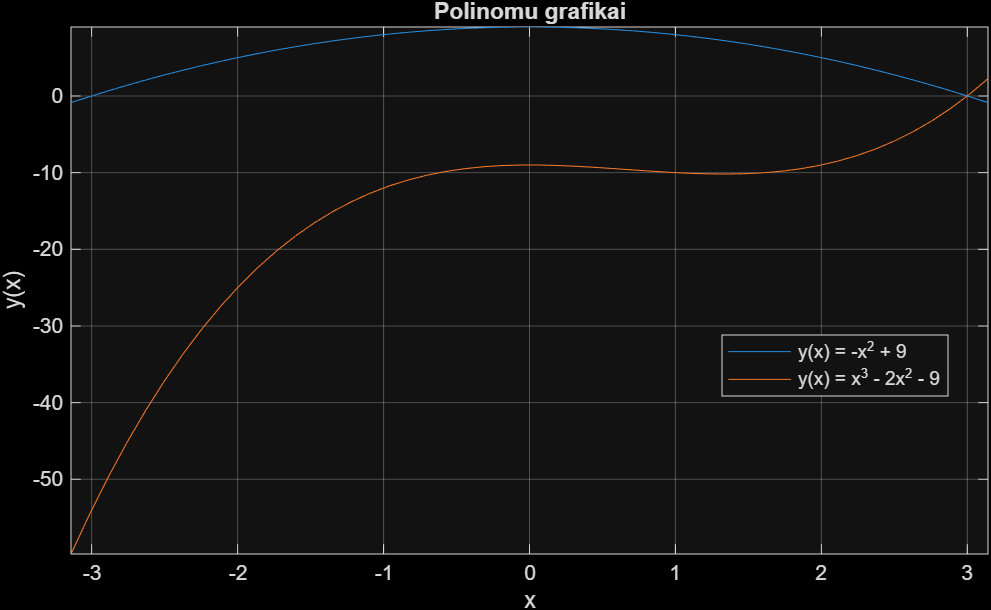 Polinomu grafikai
0
-10
-20
-30
-40
-50
y(x)
y(x) = -x² + 9
y(x) = x³ - 2x² - 9
-3 -2 -1 0 1 2 3
x